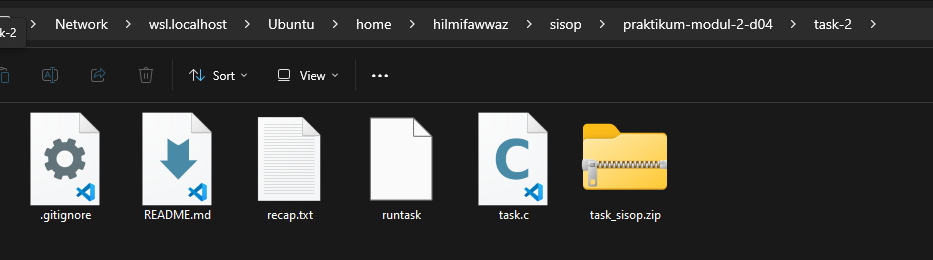 Network > wsl.localhost > Ubuntu > home > hilmifawwaz > sisop > praktikum-modul-2-d04 > task-2 >
k-2
Sort View ...
.gitignore README.md recap.txt runtask task.c task_sisop.zip